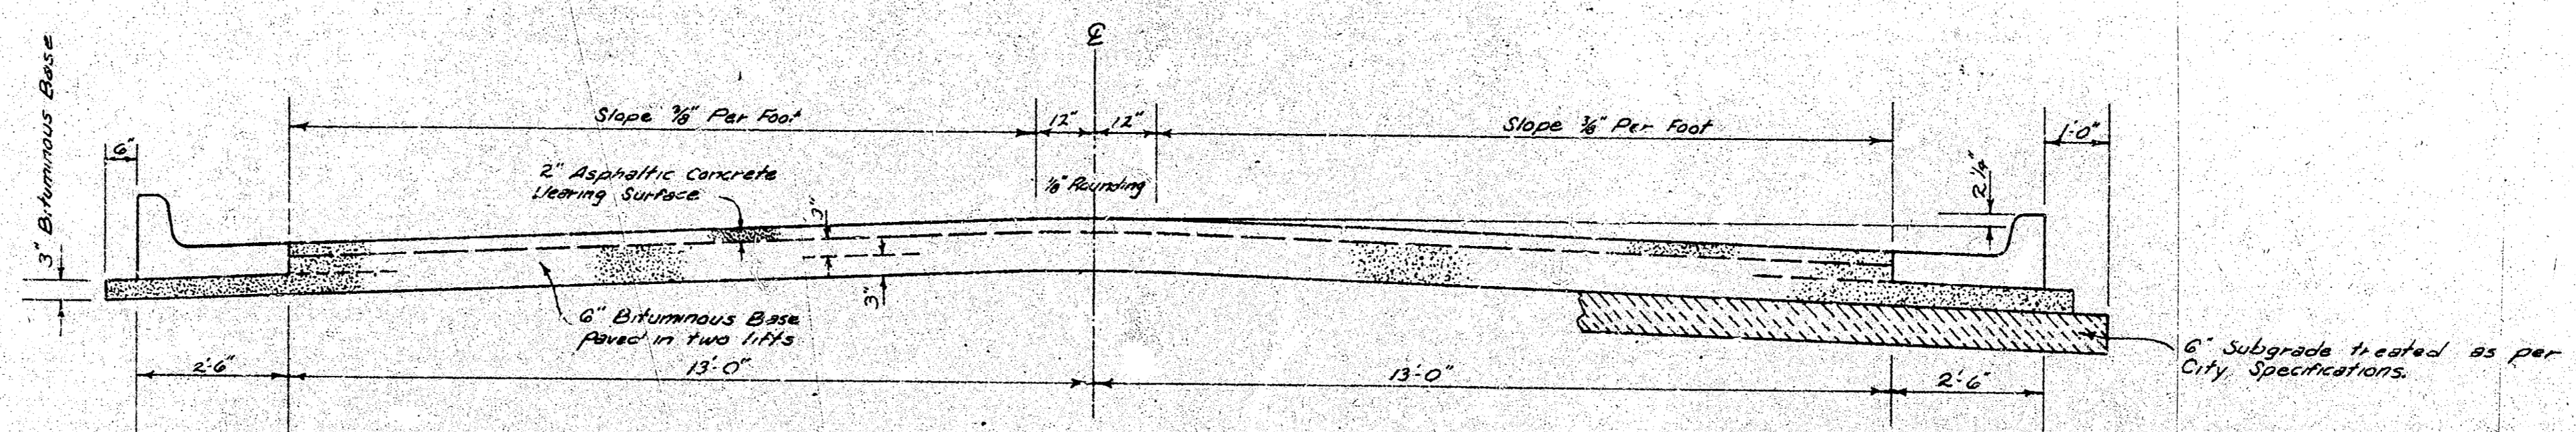 ℄
3" Bituminous Base
Slope 3/8" Per Foot
12"
12"
Slope 3/8" Per Foot
1'-0"
6"
2" Asphaltic Concrete
Wearing Surface
1/8" Rounding
2 1/4"
3"
3"
6" Bituminous Base
paved in two lifts
6" Subgrade treated as per
City Specifications.
2'-6"
13'-0"
13'-0"
2'-6"